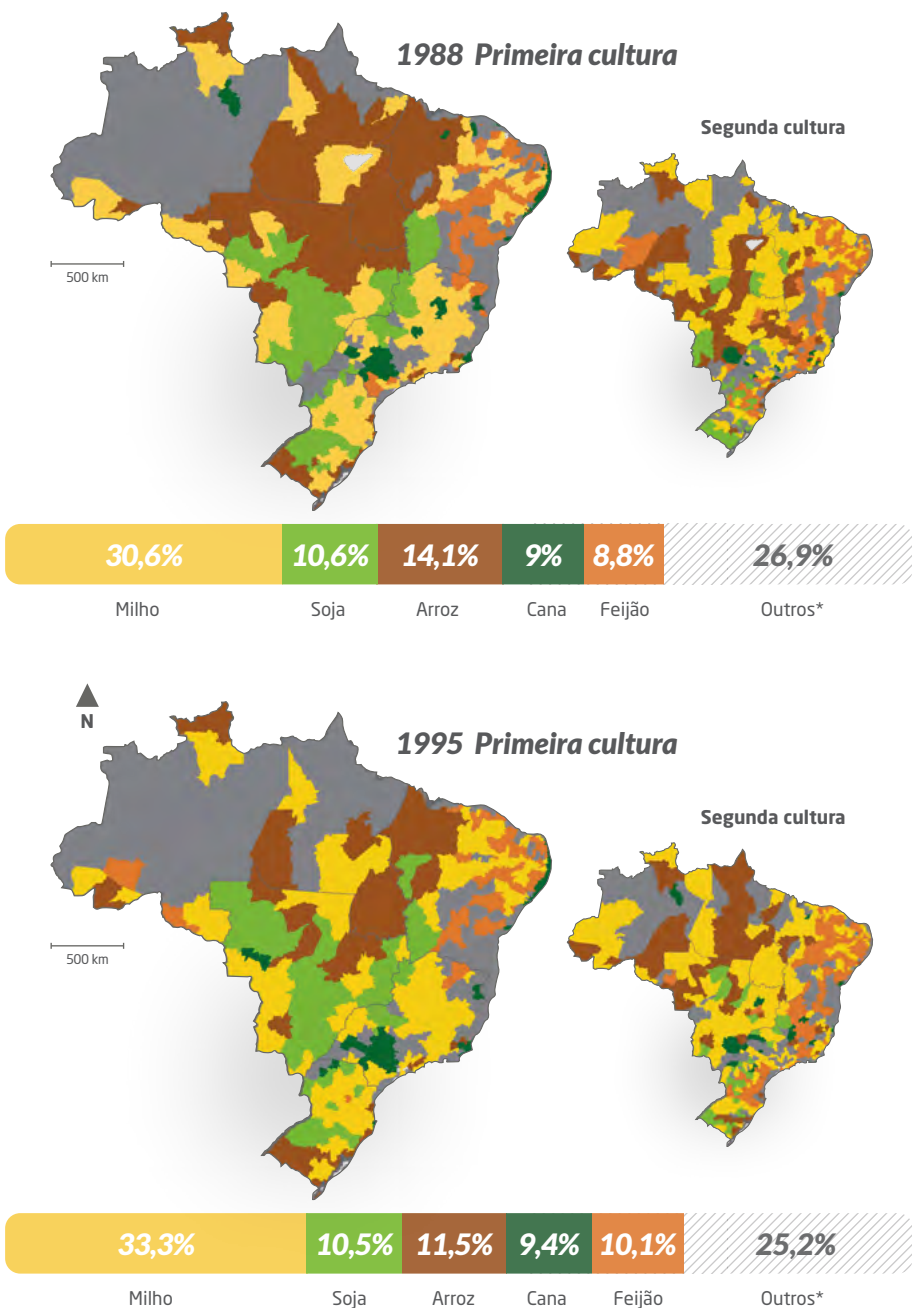 1988 Primeira cultura
Segunda cultura
500 km
30,6% 10,6% 14,1% 9% 8,8% 26,9%
Milho Soja Arroz Cana Feijão Outros*
N
1995 Primeira cultura
Segunda cultura
500 km
33,3% 10,5% 11,5% 9,4% 10,1% 25,2%
Milho Soja Arroz Cana Feijão Outros*